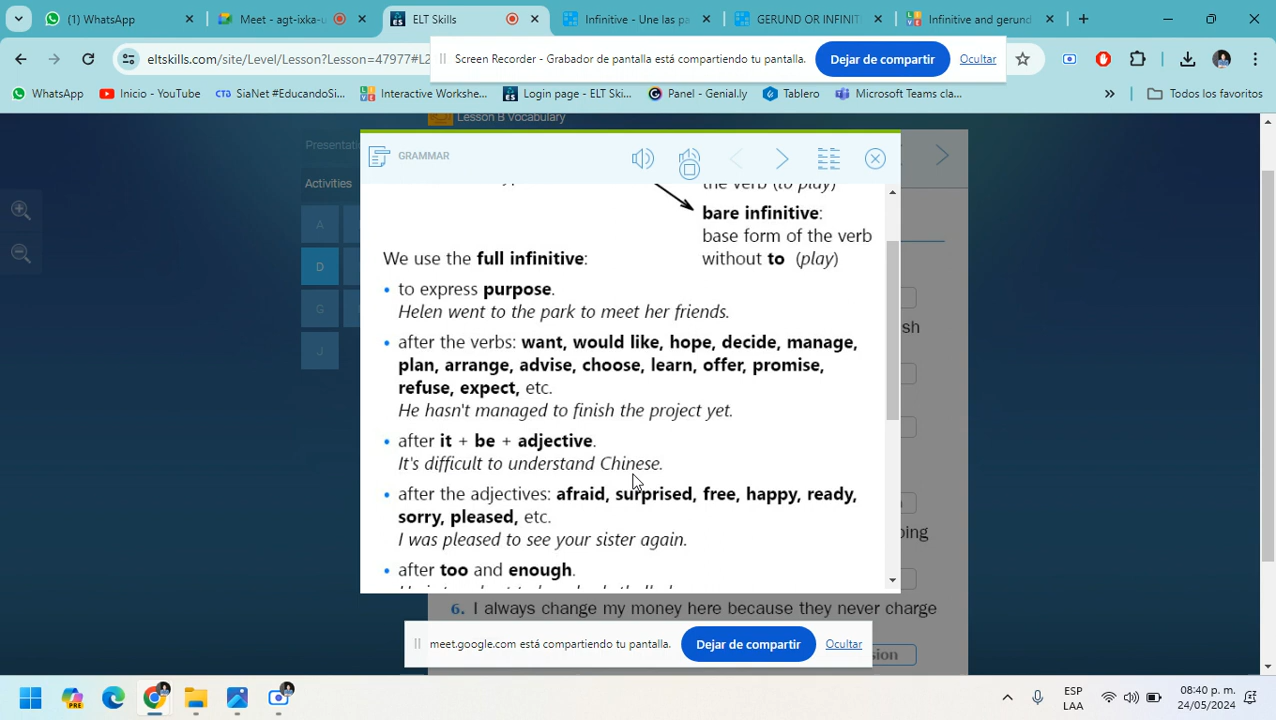 WhatsApp
Meet - agt-ixka-u
ELT Skills
Infinitive - Une las pa
GERUND OR INFINIT
Infinitive and gerund
eltskills.com/site/Level/Lesson?Lesson=47977#L2
Screen Recorder - Grabador de pantalla está compartiendo tu pantalla.
Dejar de compartir
Ocultar
WhatsApp
Inicio - YouTube
SiaNet #EducandoSi...
Interactive Workshe...
Login page - ELT Ski...
Panel - Genial.ly
Tablero
Microsoft Teams cla...
Todos los favoritos
Lesson B Vocabulary
Presentatio
Activities
A
D
G
J
GRAMMAR
the verb (to play)
bare infinitive:
base form of the verb
without to (play)
We use the full infinitive:
• to express purpose.
Helen went to the park to meet her friends.
• after the verbs: want, would like, hope, decide, manage,
plan, arrange, advise, choose, learn, offer, promise,
refuse, expect, etc.
He hasn't managed to finish the project yet.
• after it + be + adjective.
It's difficult to understand Chinese.
• after the adjectives: afraid, surprised, free, happy, ready,
sorry, pleased, etc.
I was pleased to see your sister again.
• after too and enough.
sh
ping
6. I always change my money here because they never charge
sion
meet.google.com está compartiendo tu pantalla.
Dejar de compartir
Ocultar
PRE
ESP
LAA
08:40 p. m.
24/05/2024